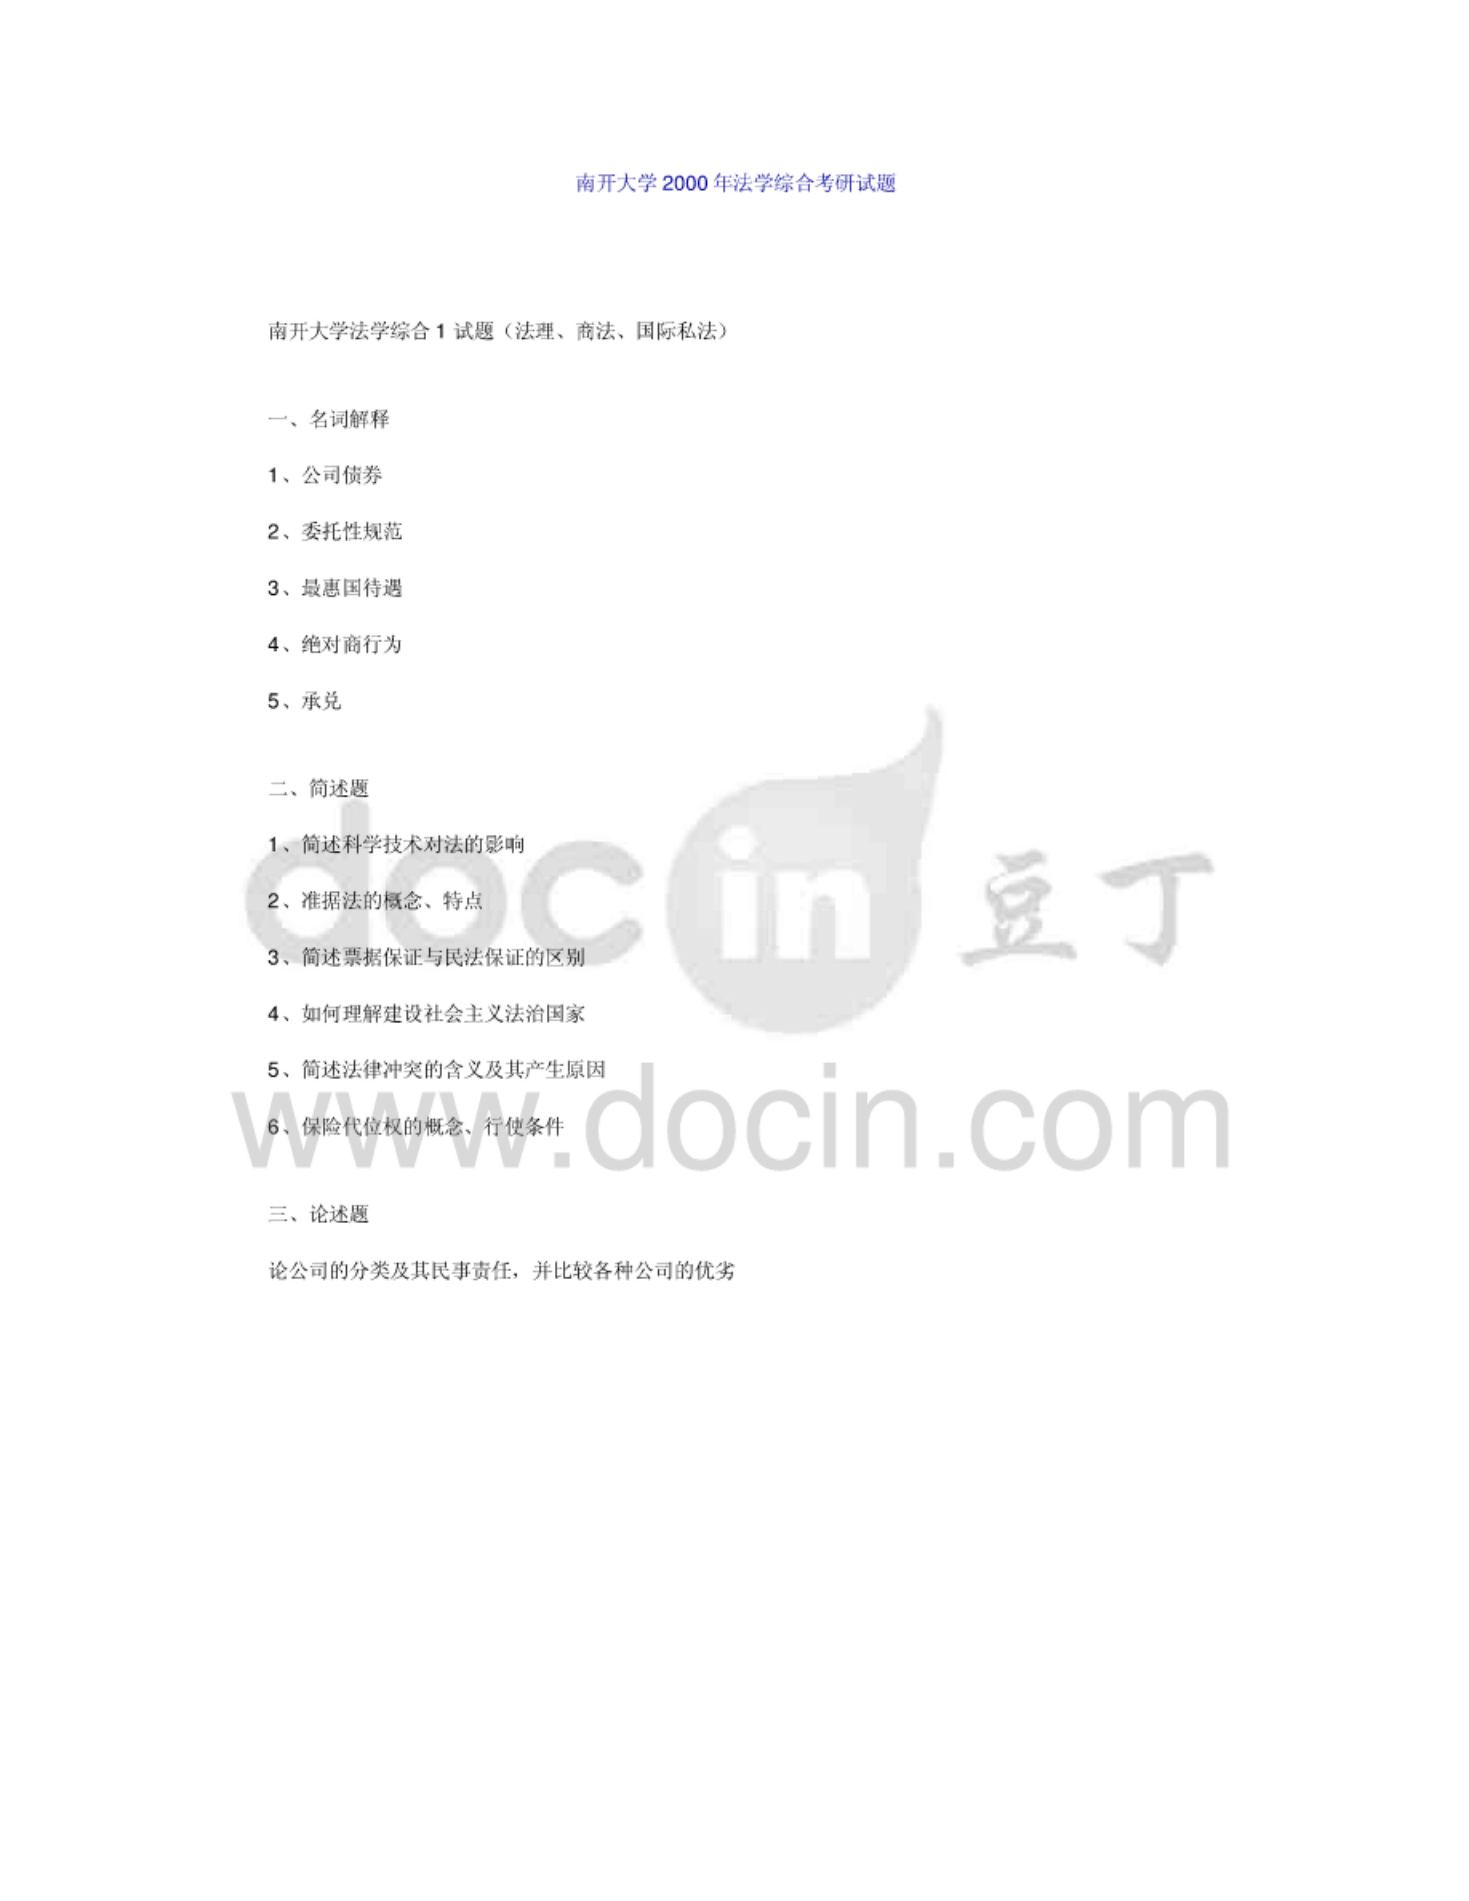 南开大学 2000 年法学综合考研试题
南开大学法学综合 1 试题（法理、商法、国际私法）
一、名词解释
1、公司债券
2、委托性规范
3、最惠国待遇
4、绝对商行为
5、承兑
二、简述题
1、简述科学技术对法的影响
2、准据法的概念、特点
3、简述票据保证与民法保证的区别
4、如何理解建设社会主义法治国家
5、简述法律冲突的含义及其产生原因
6、保险代位权的概念、行使条件
三、论述题
论公司的分类及其民事责任，并比较各种公司的优劣
docin 豆丁
www.docin.com